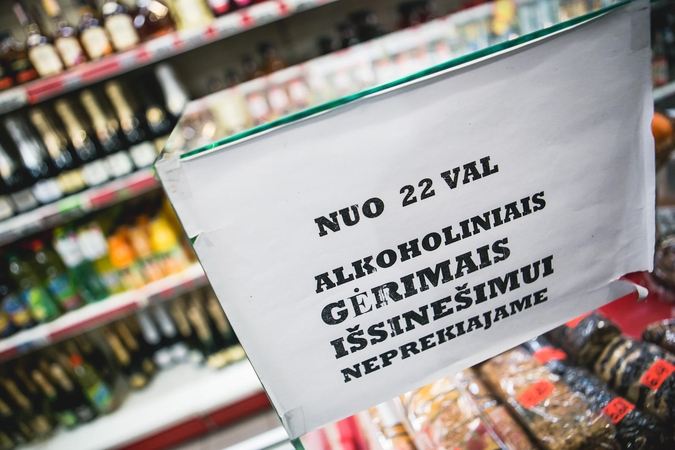 NUO 22 VAL
ALKOHOLINIAIS
GĖRIMAIS
IŠSINEŠIMUI
NEPREKIAJAME